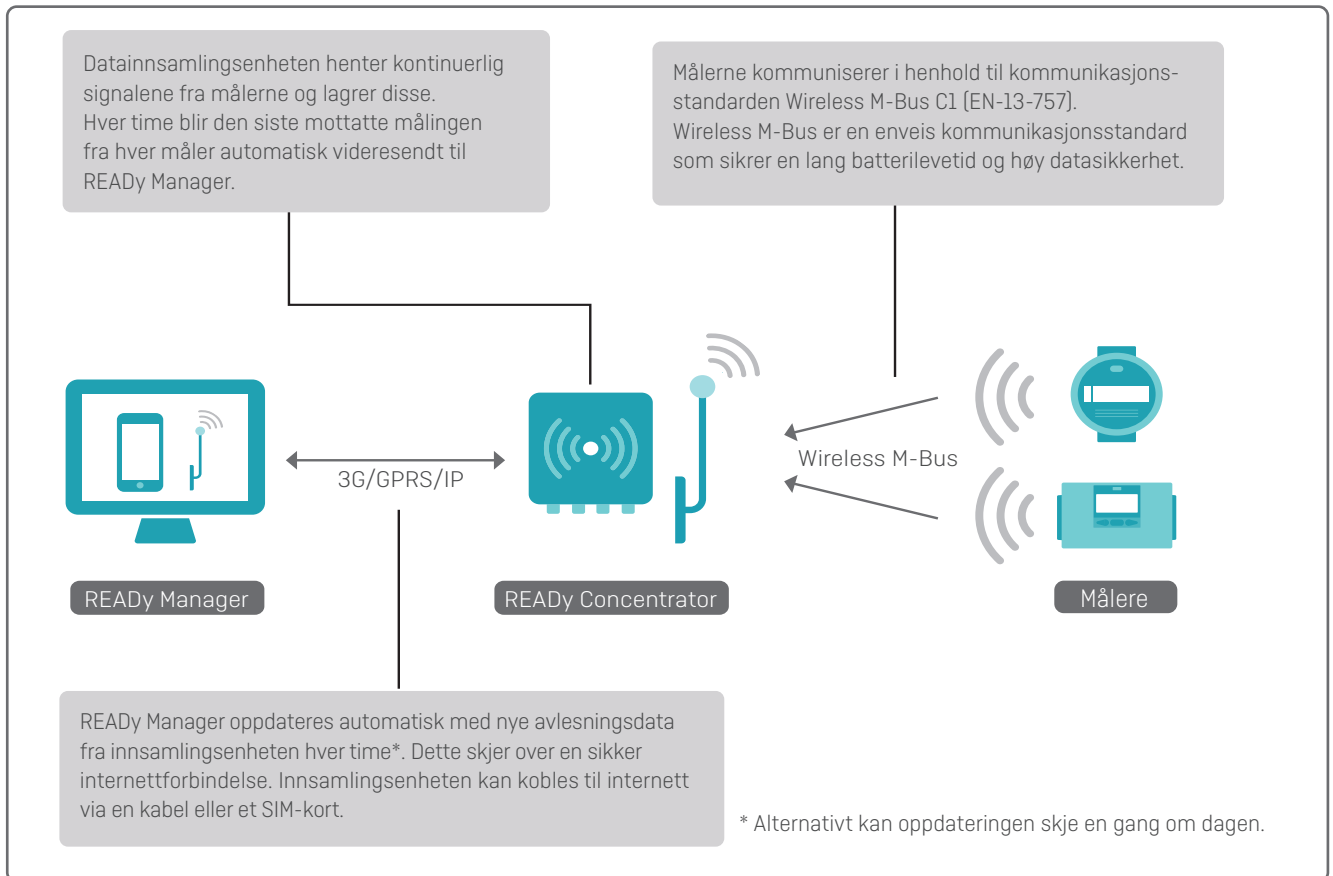 Datainnsamlingsenheten henter kontinuerlig
signalene fra målerne og lagrer disse.
Hver time blir den siste mottatte målingen
fra hver måler automatisk videresendt til
READy Manager.
Målerne kommuniserer i henhold til kommunikasjons-
standarden Wireless M-Bus C1 (EN-13-757).
Wireless M-Bus er en enveis kommunikasjonsstandard
som sikrer en lang batterilevetid og høy datasikkerhet.
3G/GPRS/IP
Wireless M-Bus
READy Manager
READy Concentrator
Målere
READy Manager oppdateres automatisk med nye avlesningsdata
fra innsamlingsenheten hver time*. Dette skjer over en sikker
internettforbindelse. Innsamlingsenheten kan kobles til internett
via en kabel eller et SIM-kort.
* Alternativt kan oppdateringen skje en gang om dagen.